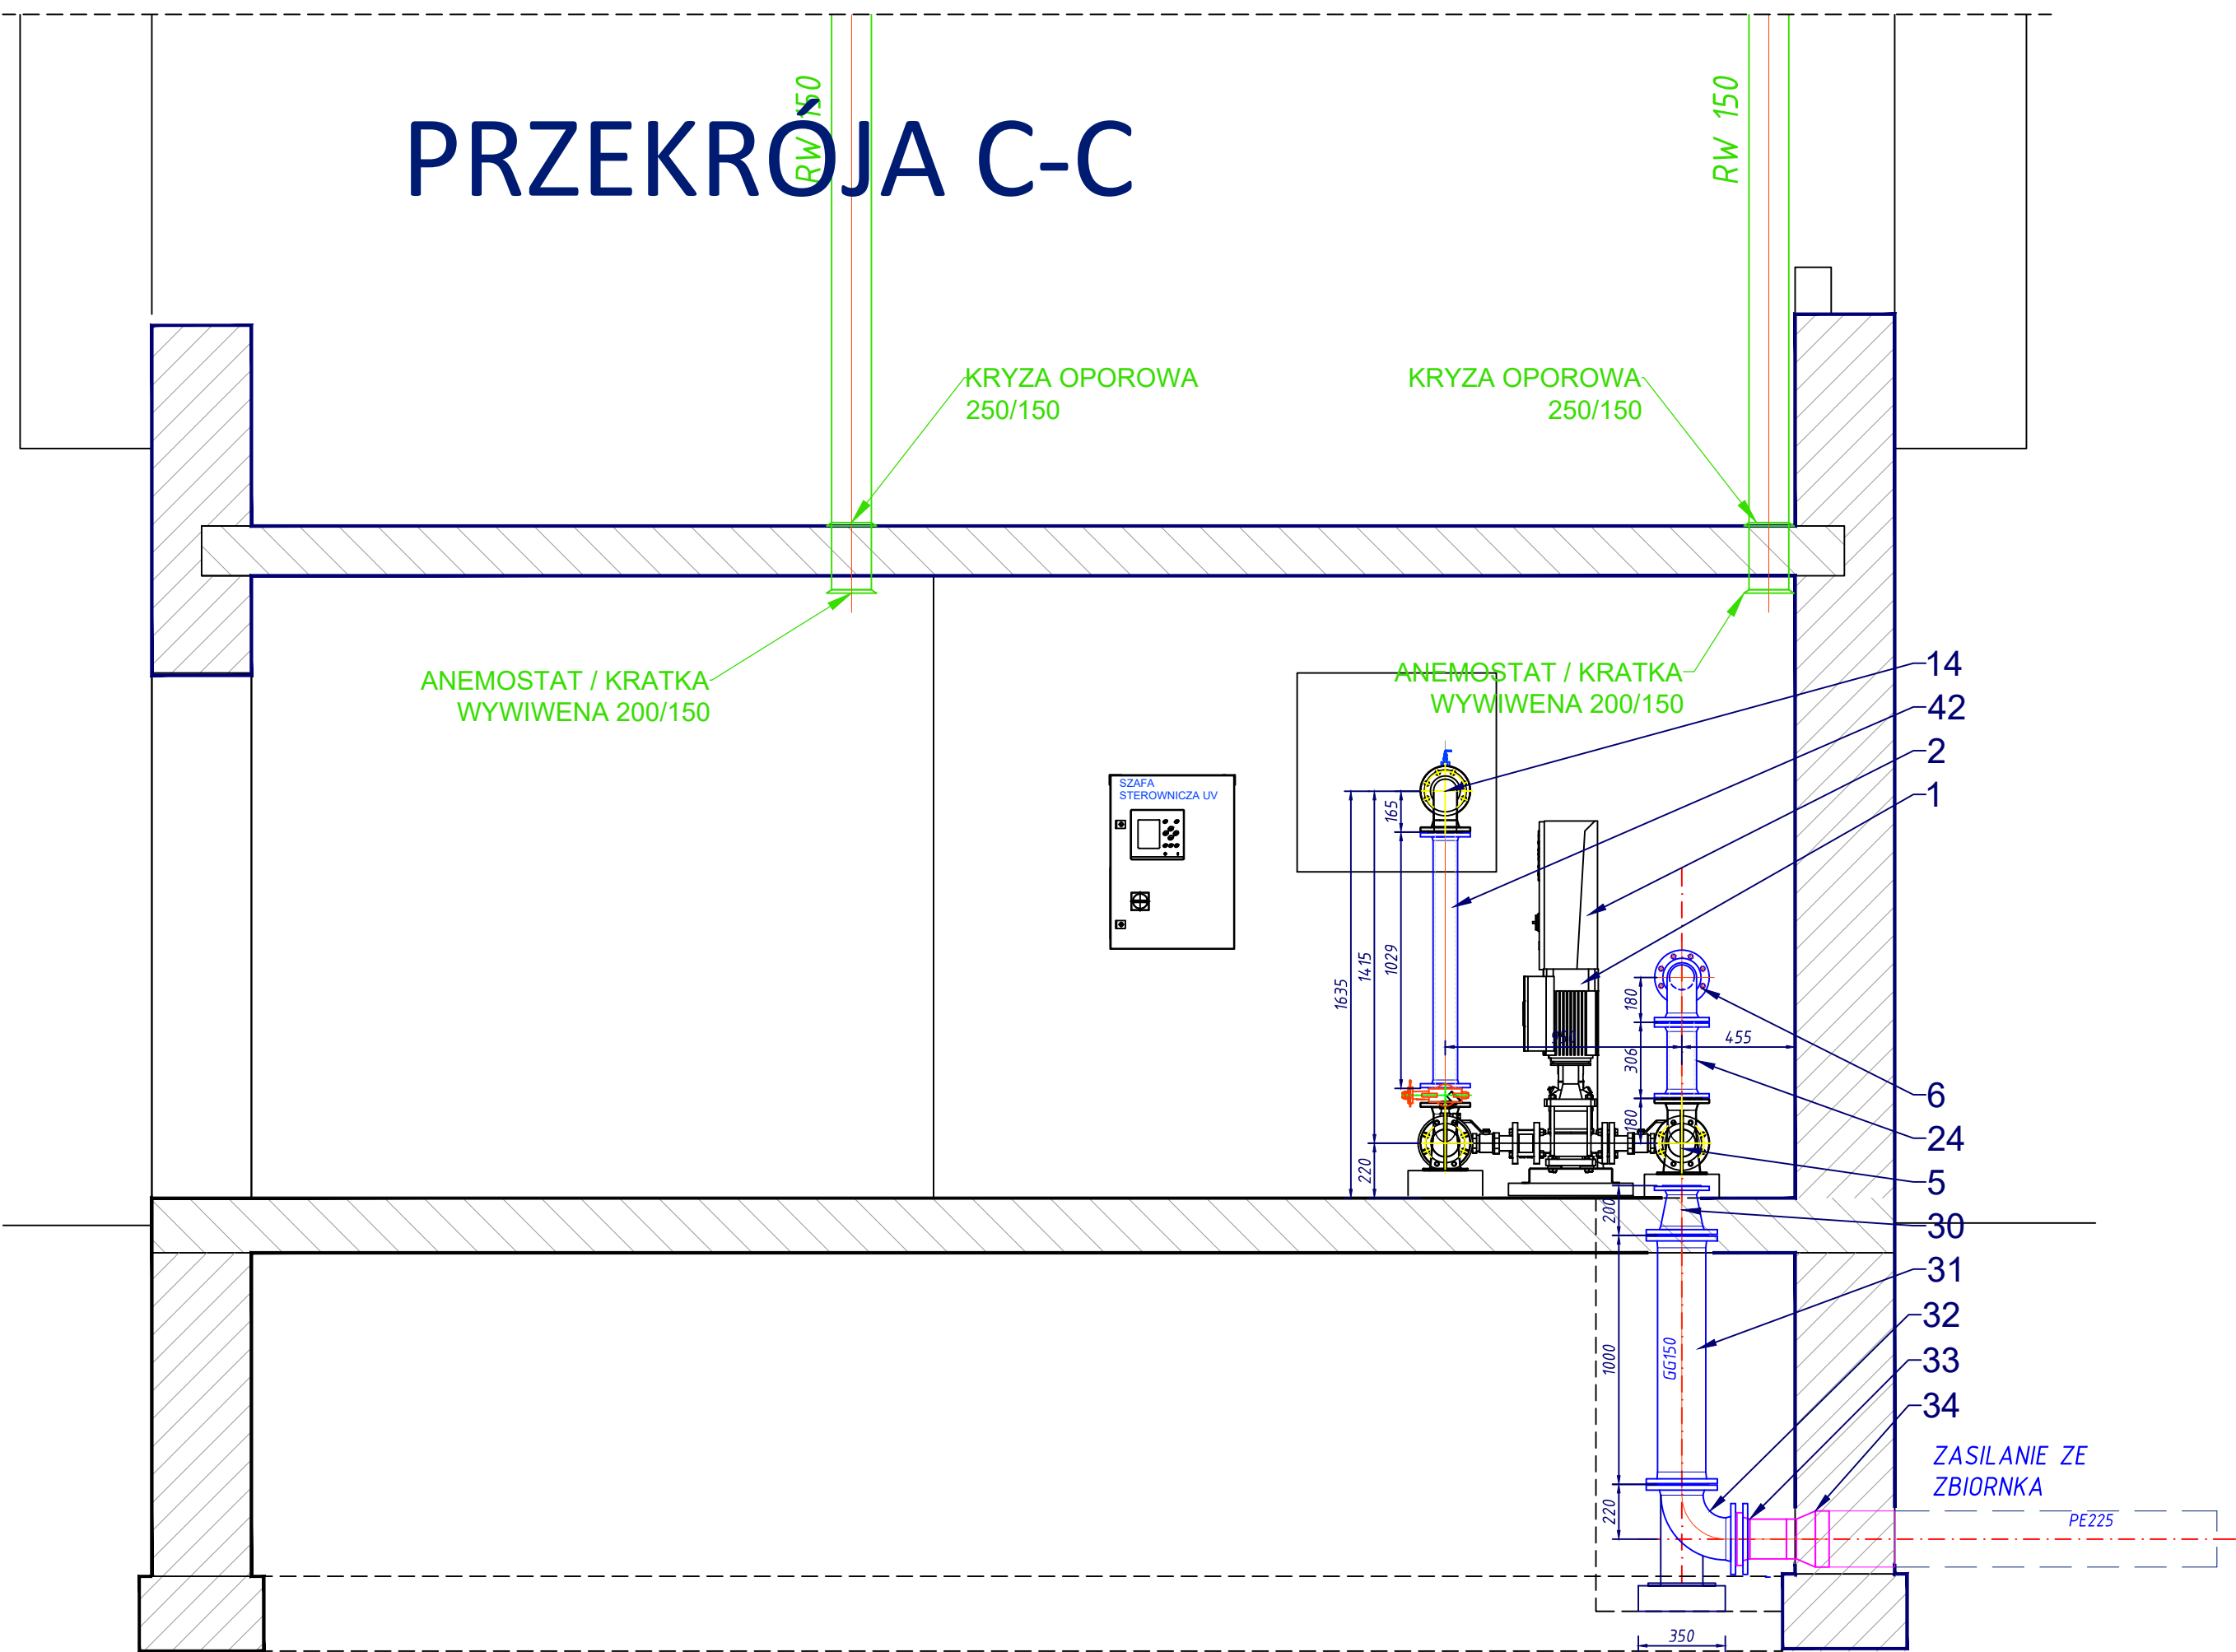 RW 150
RW 150
PRZEKRÓJA C-C
KRYZA OPOROWA
250/150
KRYZA OPOROWA
250/150
ANEMOSTAT / KRATKA
WYWIWENA 200/150
ANEMOSTAT / KRATKA
WYWIWENA 200/150
14
42
2
1
SZAFA
STEROWNICZA UV
165
1029
1415
1635
220
180
306
180
455
6
24
5
30
31
32
33
34
200
1000
GG150
220
350
ZASILANIE ZE
ZBIORNKA
PE225